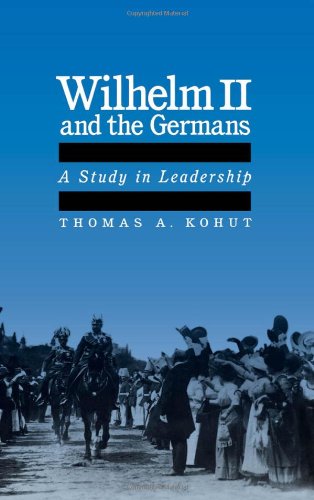 Wilhelm II
and the Germans
A Study in Leadership
THOMAS A. KOHUT